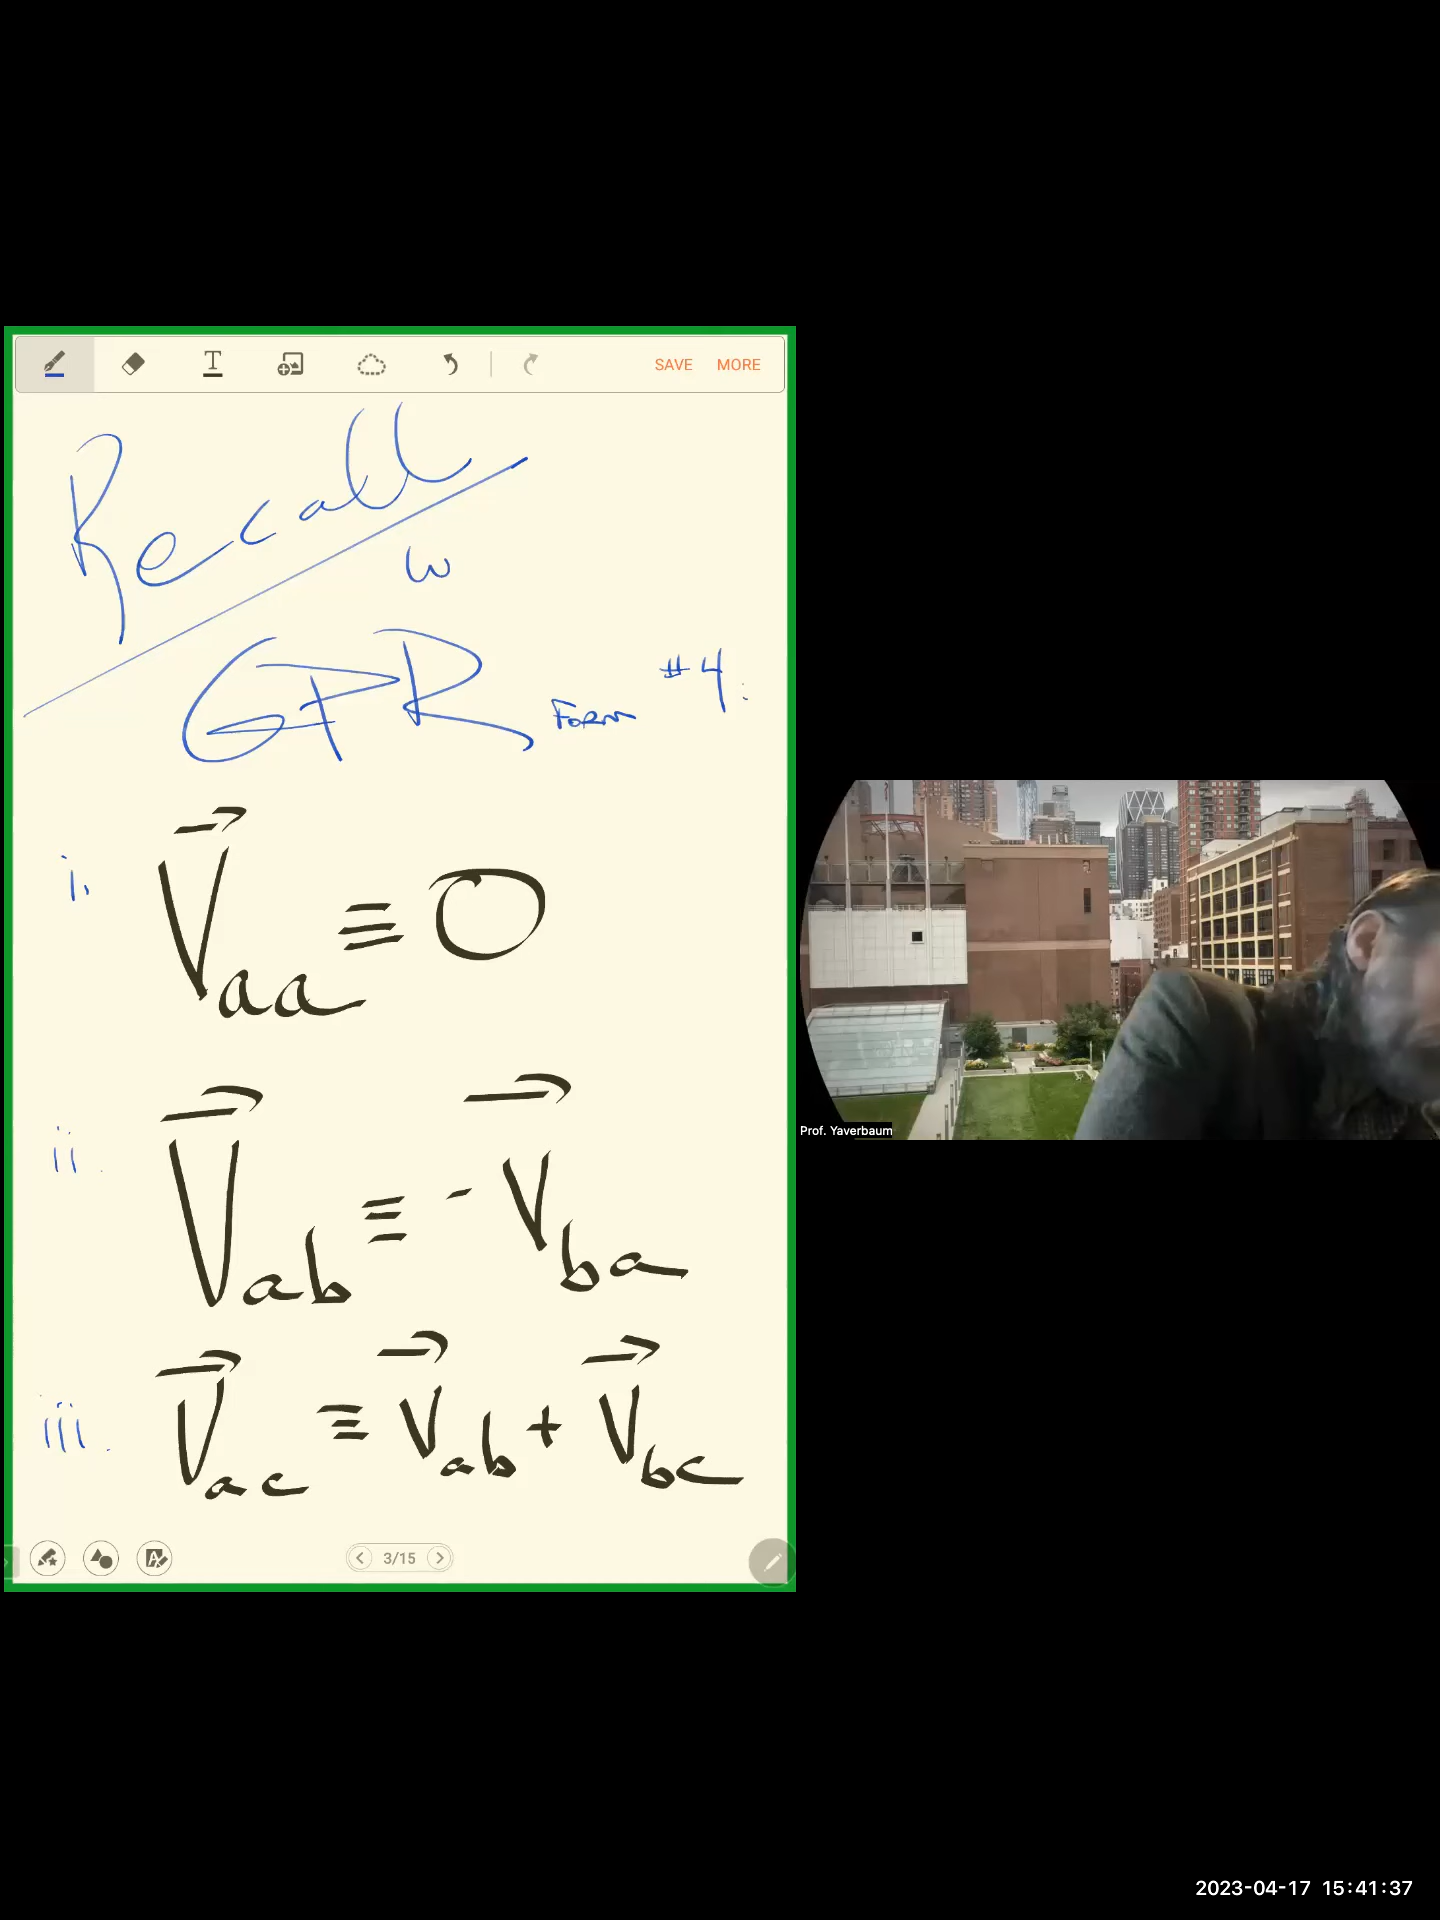 T SAVE MORE
Recall
w
GPR Form #4:
i. V⃗aa ≡ 0
ii. V⃗ab ≡ - V⃗ba
iii. V⃗ac ≡ V⃗ab + V⃗bc
A 3/15
Prof. Yaverbaum
2023-04-17 15:41:37